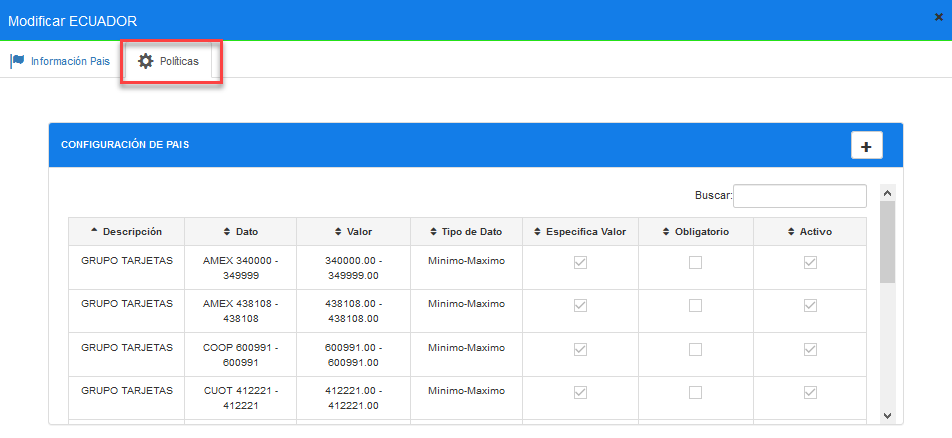 Modificar ECUADOR
Información Pais
Políticas
CONFIGURACIÓN DE PAIS
+
Buscar:
Descripción Dato Valor Tipo de Dato Especifica Valor Obligatorio Activo
GRUPO TARJETAS AMEX 340000 - 340000.00 - Minimo-Maximo
349999 349999.00
GRUPO TARJETAS AMEX 438108 - 438108.00 - Minimo-Maximo
438108 438108.00
GRUPO TARJETAS COOP 600991 - 600991.00 - Minimo-Maximo
600991 600991.00
GRUPO TARJETAS CUOT 412221 - 412221.00 - Minimo-Maximo
412221 412221.00